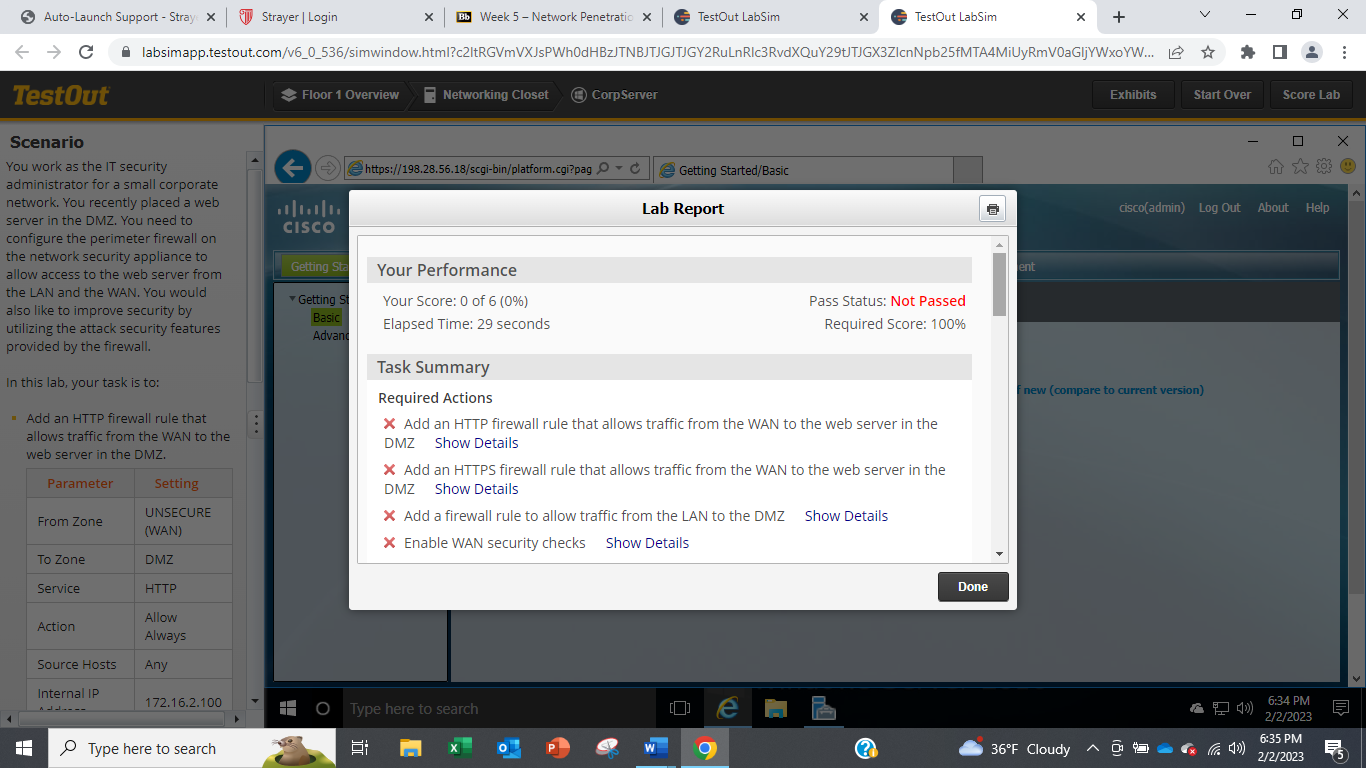 Auto-Launch Support - Straye
Strayer | Login
Bb Week 5 – Network Penetratio
TestOut LabSim
TestOut LabSim
labsimapp.testout.com/v6_0_536/simwindow.html?
TestOut
Floor 1 Overview
Networking Closet
CorpServer
Exhibits
Start Over
Score Lab
Scenario
You work as the IT security
administrator for a small corporate
network. You recently placed a web
server in the DMZ. You need to
configure the perimeter firewall on
the network security appliance to
allow access to the web server from
the LAN and the WAN. You would
also like to improve security by
utilizing the attack security features
provided by the firewall.
In this lab, your task is to:
Add an HTTP firewall rule that
allows traffic from the WAN to the
web server in the DMZ.
Parameter Setting
From Zone UNSECURE
(WAN)
To Zone DMZ
Service HTTP
Action Allow
Always
Source Hosts Any
Internal IP
Address 172.16.2.100
https://198.28.56.18/scgi-bin/platform.cgi?pag
Getting Started/Basic
CISCO
cisco(admin) Log Out About Help
Getting Sta
ent
Getting St
Basic
Advanc
f new (compare to current version)
Lab Report
Your Performance
Your Score: 0 of 6 (0%)
Pass Status: Not Passed
Elapsed Time: 29 seconds
Required Score: 100%
Task Summary
Required Actions
Add an HTTP firewall rule that allows traffic from the WAN to the web server in the
DMZ Show Details
Add an HTTPS firewall rule that allows traffic from the WAN to the web server in the
DMZ Show Details
Add a firewall rule to allow traffic from the LAN to the DMZ Show Details
Enable WAN security checks Show Details
Done
Type here to search
6:34 PM
2/2/2023
Type here to search
36°F Cloudy
6:35 PM
2/2/2023
5